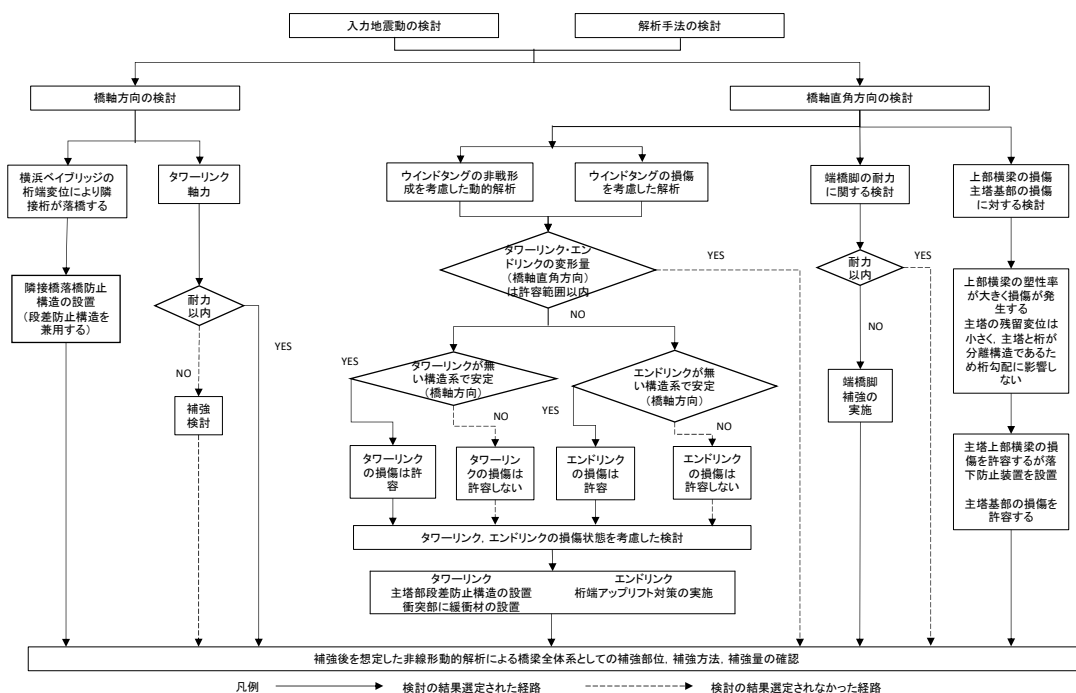 入力地震動の検討
解析手法の検討
橋軸方向の検討
橋軸直角方向の検討
横浜ベイブリッジの
桁端変位により隣
接桁が落橋する
タワーリンク
軸力
ウインドタングの非戦形
成を考慮した動的解析
ウインドタングの損傷
を考慮した解析
端橋脚の耐力
に関する検討
上部横梁の損傷
主塔基部の損傷
に対する検討
タワーリンク・エン
ドリンクの変形量
(橋軸直角方向)
は許容範囲以内
YES
NO
耐力
以内
YES
NO
隣接橋落橋防止
構造の設置
(段差防止構造を
兼用する)
耐力
以内
YES
NO
補強
検討
タワーリンクが無
い構造系で安定
(橋軸方向)
YES
NO
エンドリンクが無
い構造系で安定
(橋軸方向)
YES
NO
端橋脚
補強の
実施
上部横梁の塑性率
が大きく損傷が発
生する
主塔の残留変位は
小さく, 主塔と桁が
分離構造であるた
め桁勾配に影響し
ない
タワーリンク
の損傷は許
容
タワーリン
クの損傷は
許容しない
エンドリンク
の損傷は
許容
エンドリンク
の損傷は
許容しない
主塔上部横梁の損
傷を許容するが落
下防止装置を設置
主塔基部の損傷を
許容する
タワーリンク, エンドリンクの損傷状態を考慮した検討
タワーリンク
主塔部段差防止構造の設置
衝突部に緩衝材の設置
エンドリンク
桁端アップリフト対策の実施
補強後を想定した非線形動的解析による橋梁全体系としての補強部位, 補強方法, 補強量の確認
凡例
検討の結果選定された経路
検討の結果選定されなかった経路